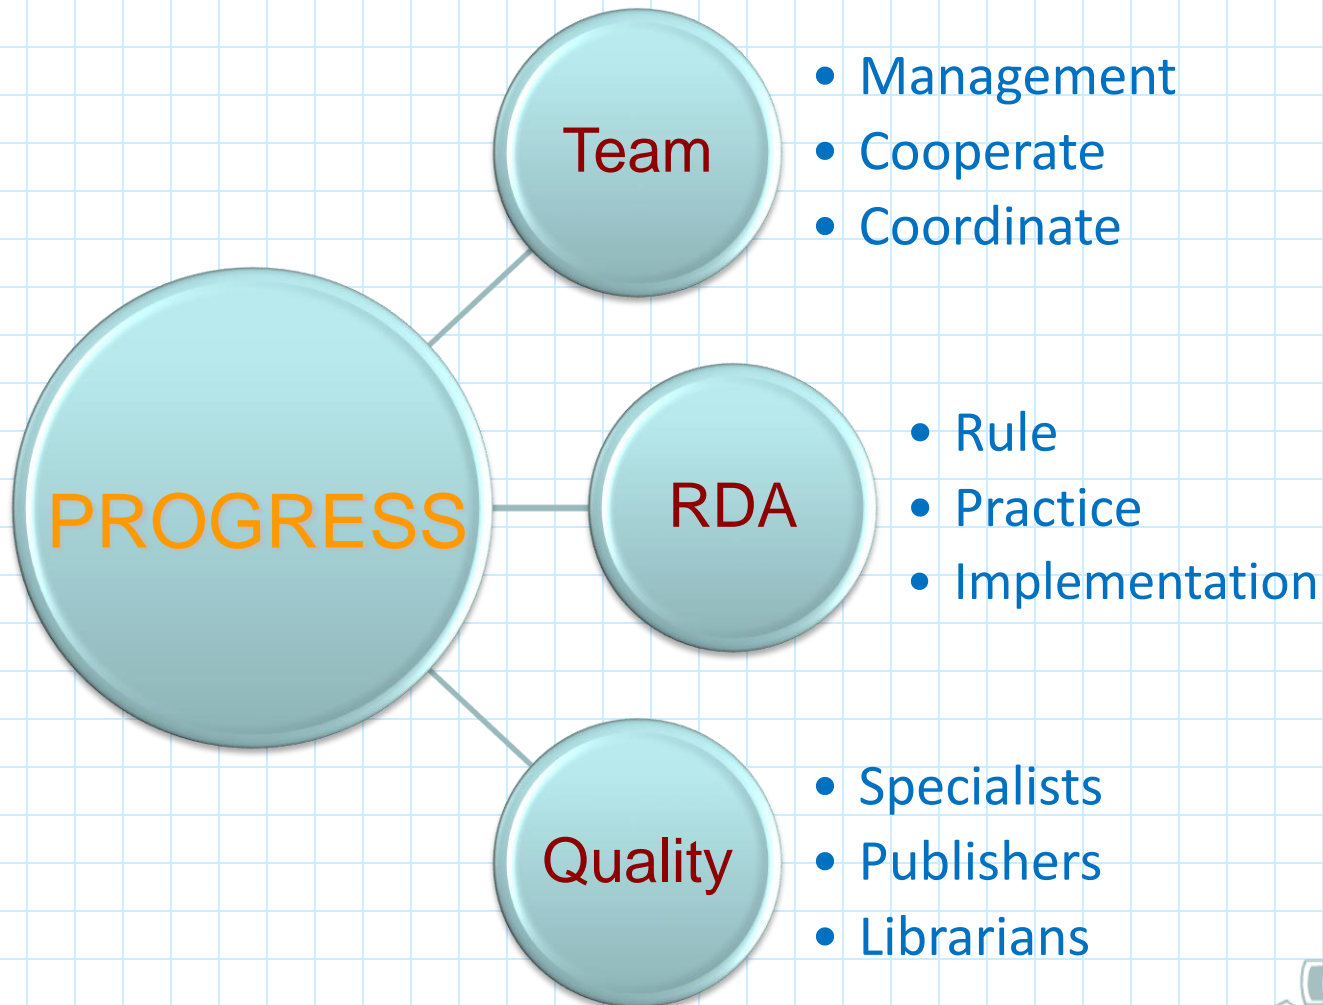 Team
• Management
• Cooperate
• Coordinate
PROGRESS
RDA
• Rule
• Practice
• Implementation
Quality
• Specialists
• Publishers
• Librarians